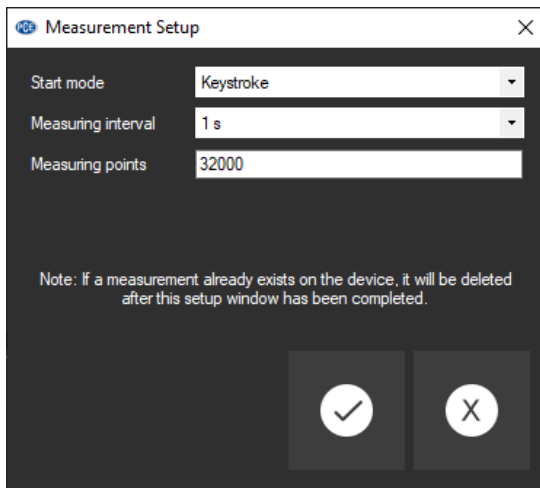 PCE Measurement Setup
Start mode Keystroke
Measuring interval 1 s
Measuring points 32000
Note: If a measurement already exists on the device, it will be deleted
after this setup window has been completed.
X